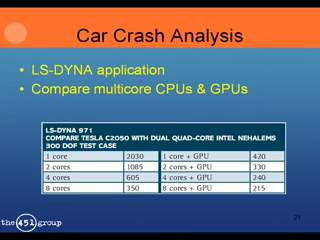 Car Crash Analysis
• LS-DYNA application
• Compare multicore CPUs & GPUs
LS-DYNA 971
COMPARE TESLA C2050 WITH DUAL QUAD-CORE INTEL NEHALEMS
300 DOF TEST CASE
1 core 2030 1 core + GPU 420
2 cores 1085 2 cores + GPU 330
4 cores 605 4 cores + GPU 240
8 cores 350 8 cores + GPU 215
the 451 group
21